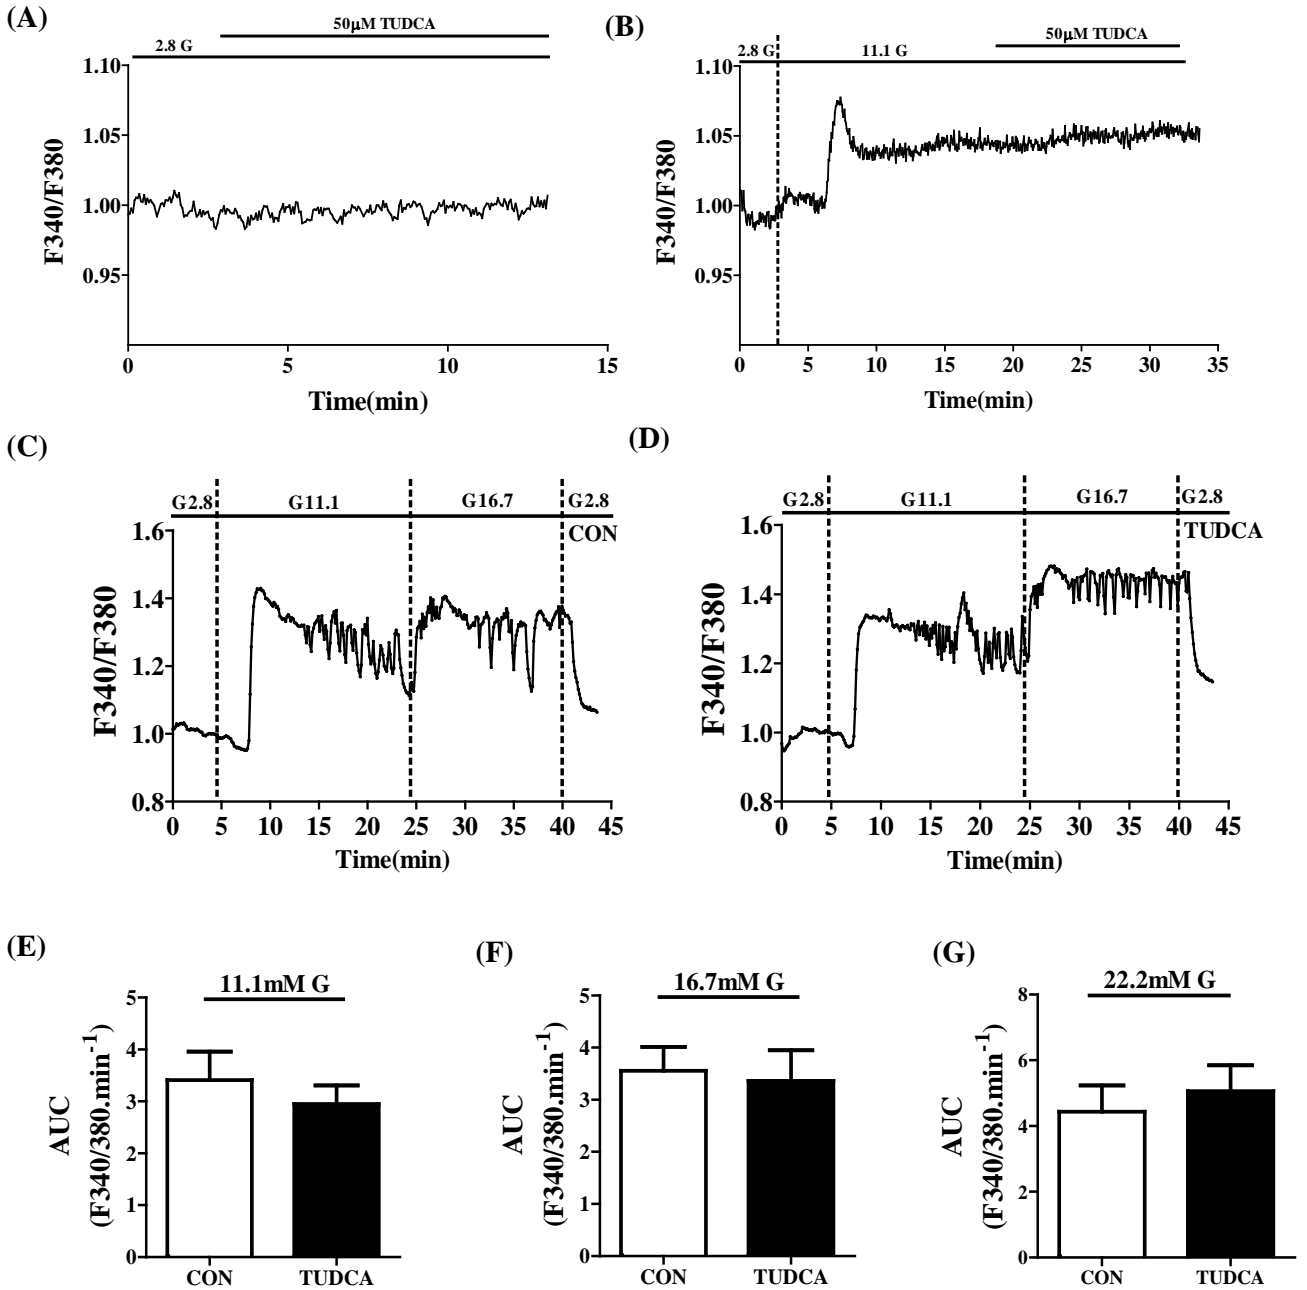 (A)
50μM TUDCA
2.8 G
1.10
1.05
1.00
0.95
F340/F380
0 5 10 15
Time(min)
(B)
50μM TUDCA
2.8 G 11.1 G
1.10
1.05
1.00
0.95
F340/F380
0 5 10 15 20 25 30 35
Time(min)
(C)
G2.8 G11.1 G16.7 G2.8
CON
1.6
1.4
1.2
1.0
0.8
F340/F380
0 5 10 15 20 25 30 35 40 45
Time(min)
(D)
G2.8 G11.1 G16.7 G2.8
TUDCA
1.6
1.4
1.2
1.0
0.8
F340/F380
0 5 10 15 20 25 30 35 40 45
Time(min)
(E)
11.1mM G
5
4
3
2
1
0
AUC
(F340/380.min-1)
CON TUDCA
(F)
16.7mM G
5
4
3
2
1
0
AUC
(F340/380.min-1)
CON TUDCA
(G)
22.2mM G
8
6
4
2
0
AUC
(F340/380.min-1)
CON TUDCA